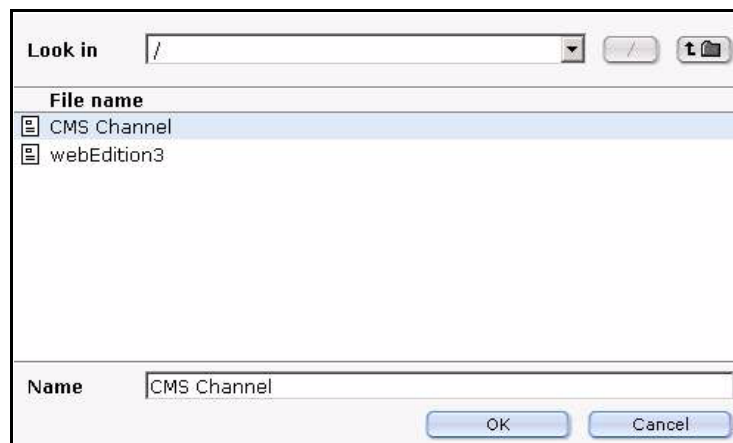 Look in /
/
File name
CMS Channel
webEdition3
Name CMS Channel
OK Cancel